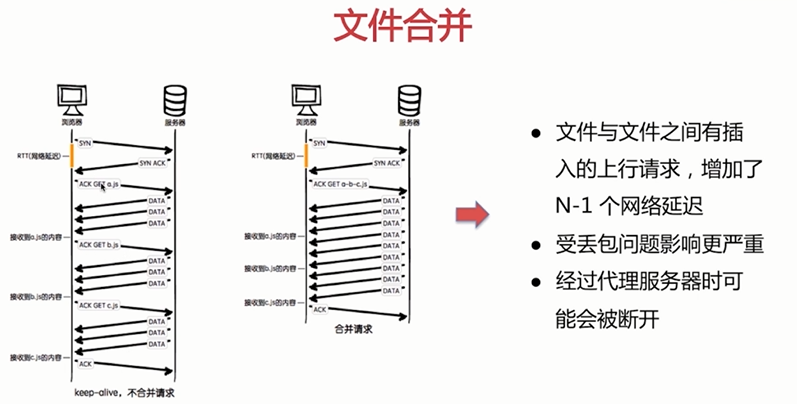 文件合并
浏览器
服务器
SYN
RTT(网络延迟)
SYN ACK
ACK GET a.js
DATA
DATA
DATA
接收到a.js的内容
ACK GET b.js
DATA
DATA
DATA
接收到b.js的内容
ACK GET c.js
DATA
DATA
DATA
接收到c.js的内容
ACK
keep-alive，不合并请求
浏览器
服务器
SYN
RTT(网络延迟)
SYN ACK
ACK GET a-b-c.js
DATA
DATA
DATA
接收到a.js的内容
DATA
DATA
DATA
接收到b.js的内容
DATA
DATA
DATA
接收到c.js的内容
ACK
合并请求
● 文件与文件之间有插
入的上行请求，增加了
N-1 个网络延迟
● 受丢包问题影响更严重
● 经过代理服务器时可
能会被断开